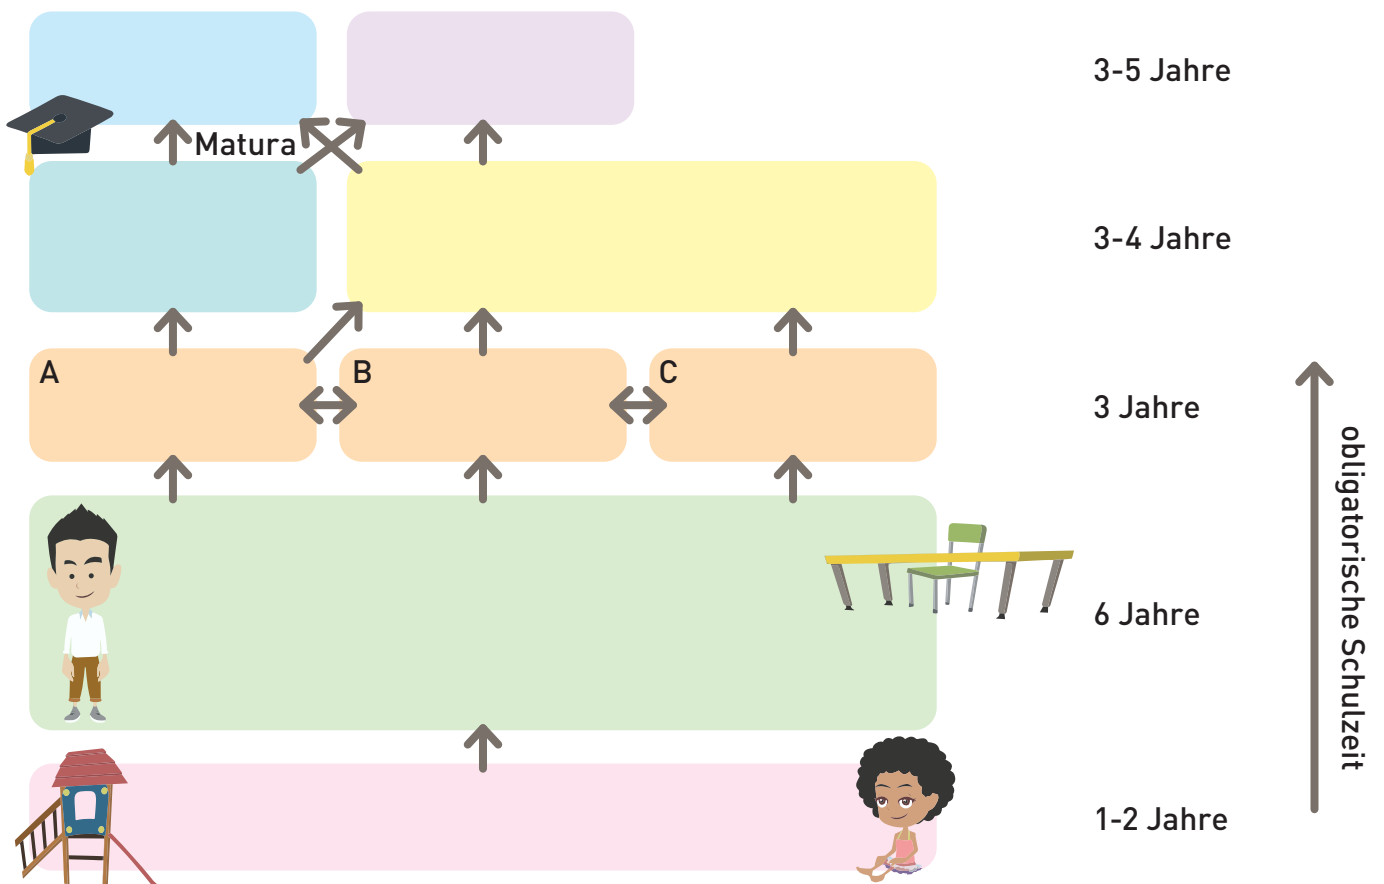 3-5 Jahre
Matura
3-4 Jahre
A
B
C
3 Jahre
obligatorische Schulzeit
6 Jahre
1-2 Jahre